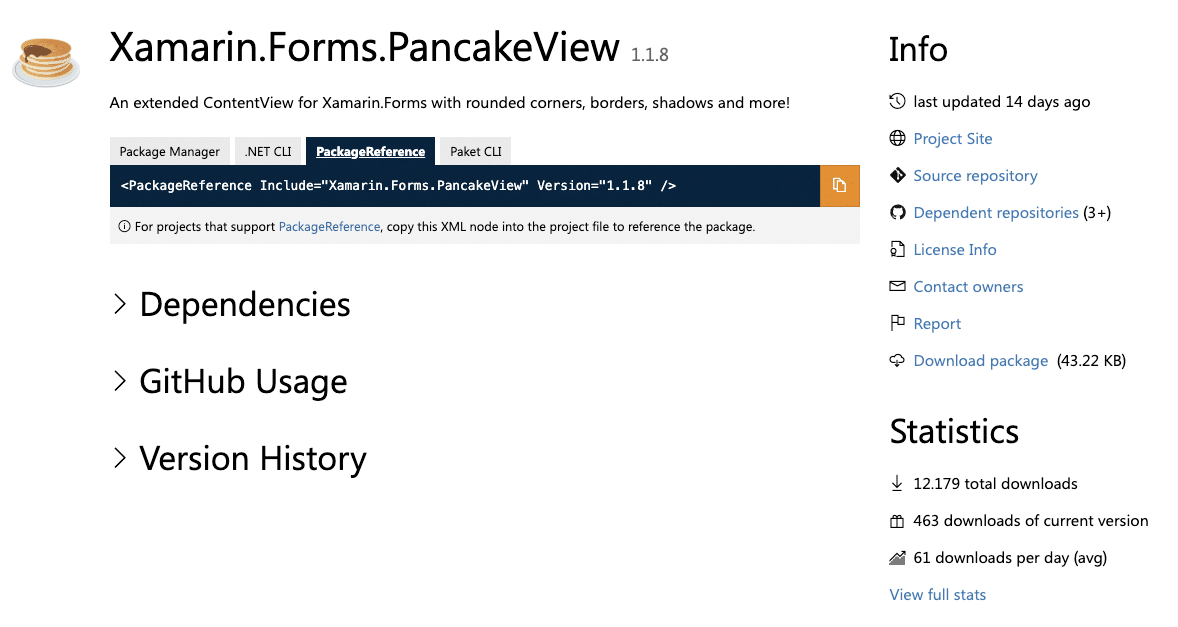 Xamarin.Forms.PancakeView 1.1.8
An extended ContentView for Xamarin.Forms with rounded corners, borders, shadows and more!
Package Manager .NET CLI PackageReference Paket CLI
<PackageReference Include="Xamarin.Forms.PancakeView" Version="1.1.8" />
For projects that support PackageReference, copy this XML node into the project file to reference the package.
Dependencies
GitHub Usage
Version History
Info
last updated 14 days ago
Project Site
Source repository
Dependent repositories (3+)
License Info
Contact owners
Report
Download package (43.22 KB)
Statistics
12.179 total downloads
463 downloads of current version
61 downloads per day (avg)
View full stats